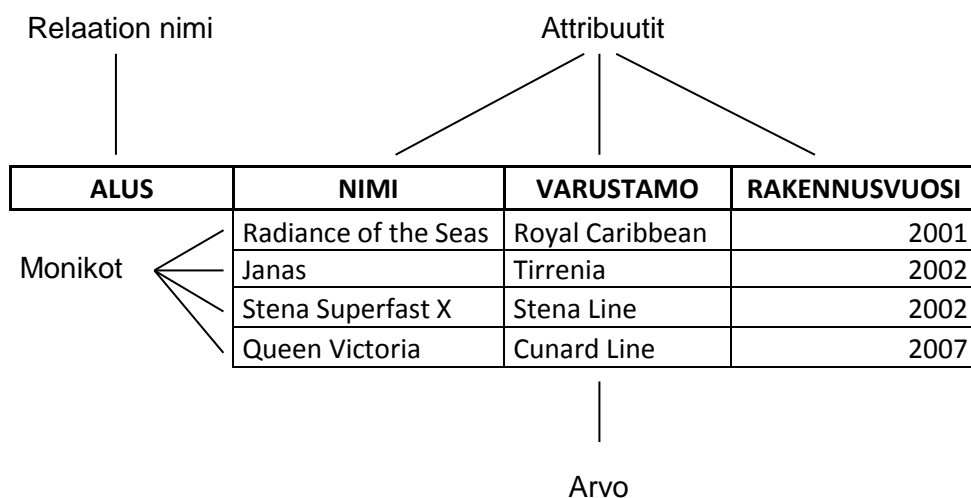 Relaation nimi Attribuutit
ALUS NIMI VARUSTAMO RAKENNUSVUOSI
Radiance of the Seas Royal Caribbean 2001
Monikot Janas Tirrenia 2002
Stena Superfast X Stena Line 2002
Queen Victoria Cunard Line 2007
Arvo